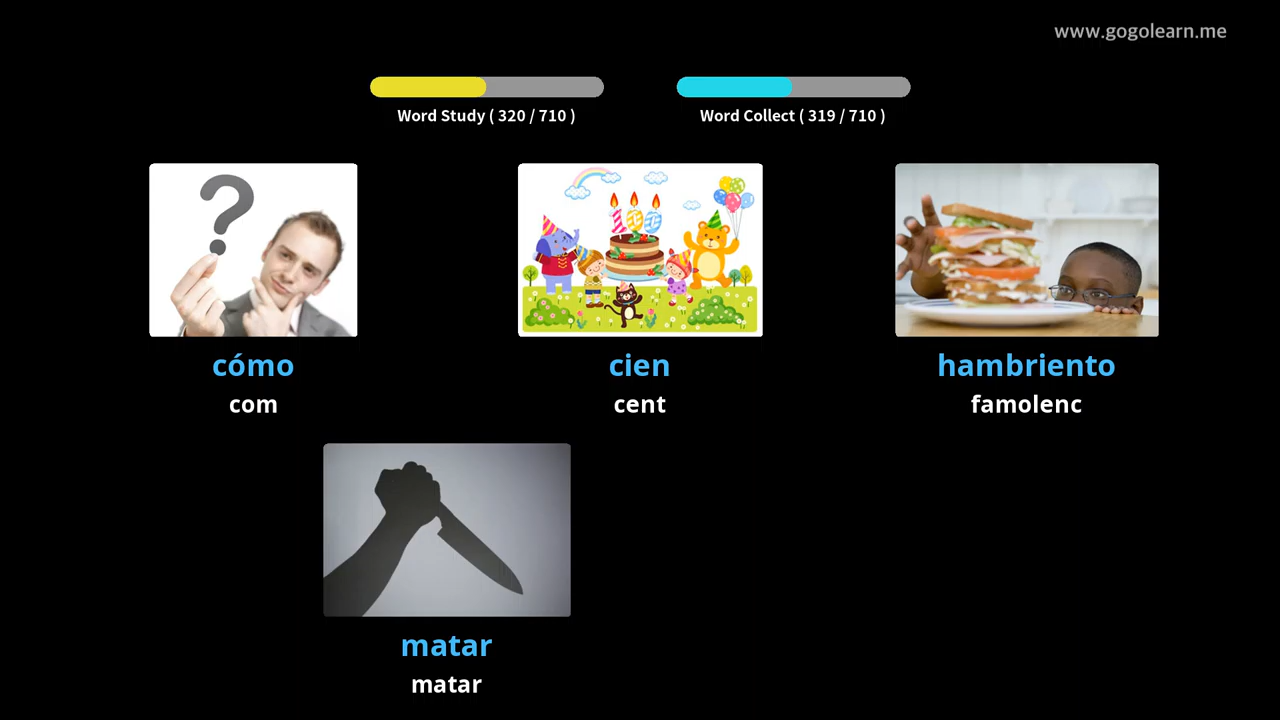 www.gogolearn.me
Word Study ( 320 / 710 )
Word Collect ( 319 / 710 )
100
cómo
cien
hambriento
com
cent
famolenc
matar
matar